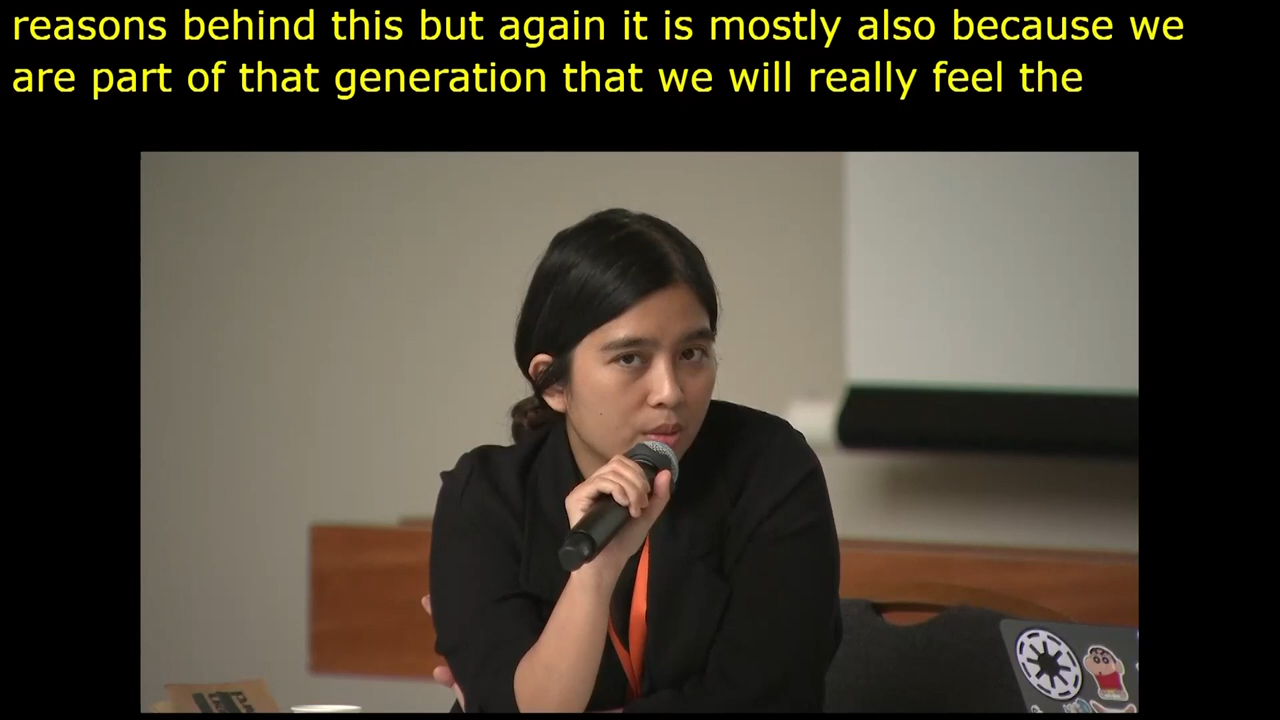 reasons behind this but again it is mostly also because we
are part of that generation that we will really feel the